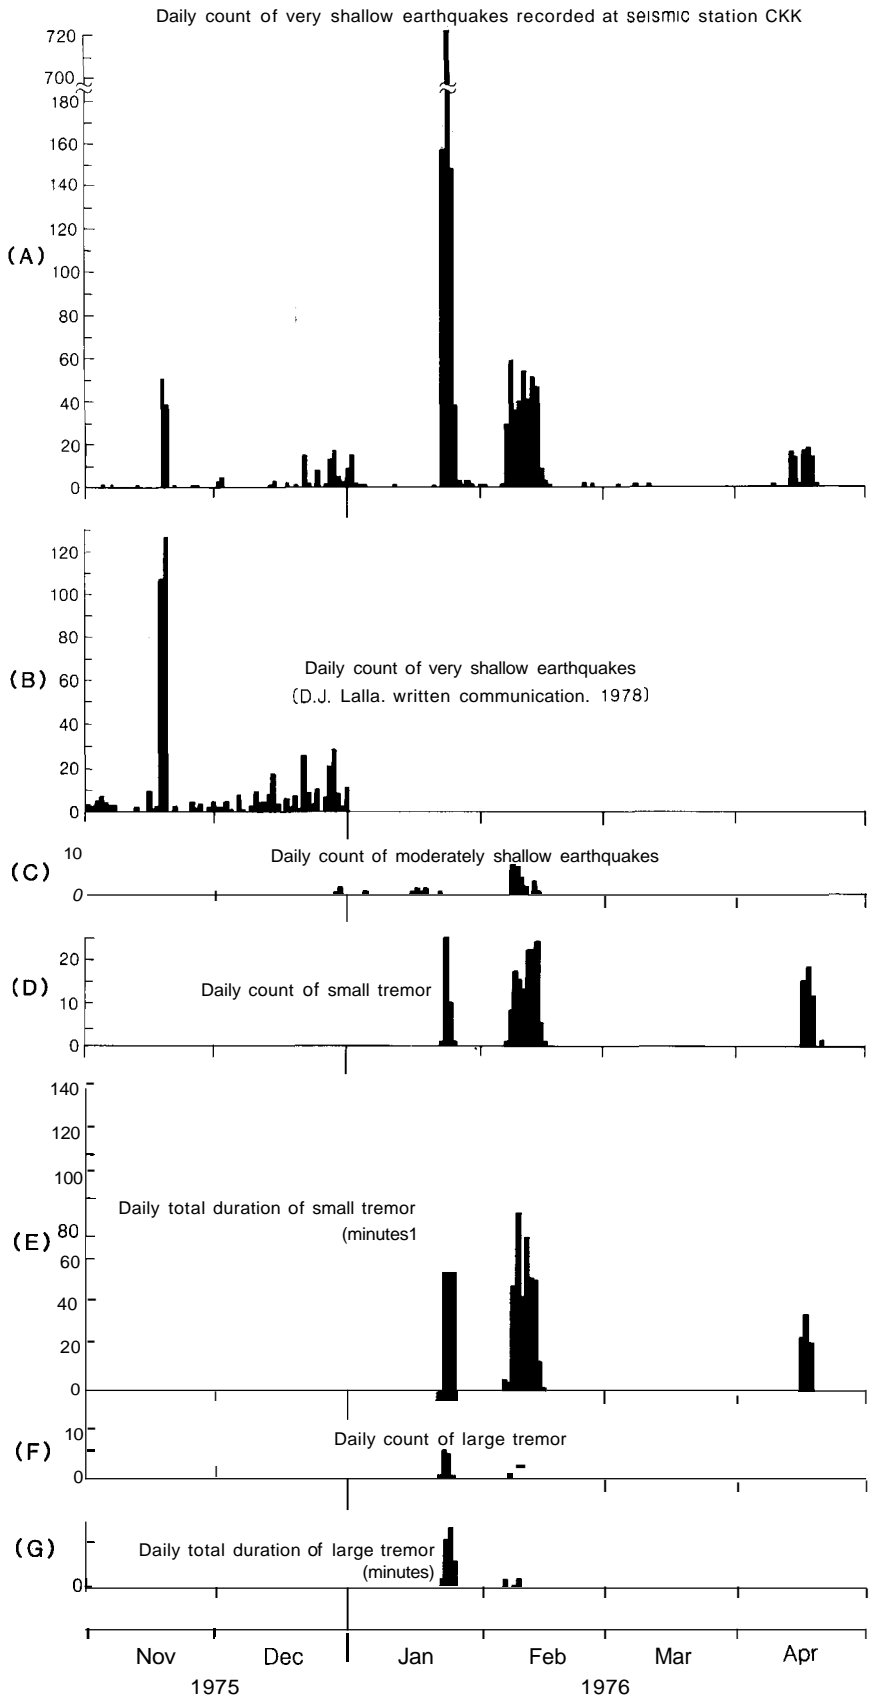 Daily count of very shallow earthquakes recorded at seismic station CKK
720
700
180
160
140
120
(A)
100
80
60
40
20
0
120
100
80
Daily count of very shallow earthquakes
(B) 60
(D.J. Lalla. written communication. 1978)
40
20
0
10
Daily count of moderately shallow earthquakes
(C)
0
20
(D)
Daily count of small tremor
10
0
140
120
100
Daily total duration of small tremor
80
(minutes1
(E)
60
40
20
0
10
Daily count of large tremor
(F)
0
(G)
Daily total duration of large tremor
(minutes)
0
Nov Dec Jan Feb Mar Apr
1975 1976